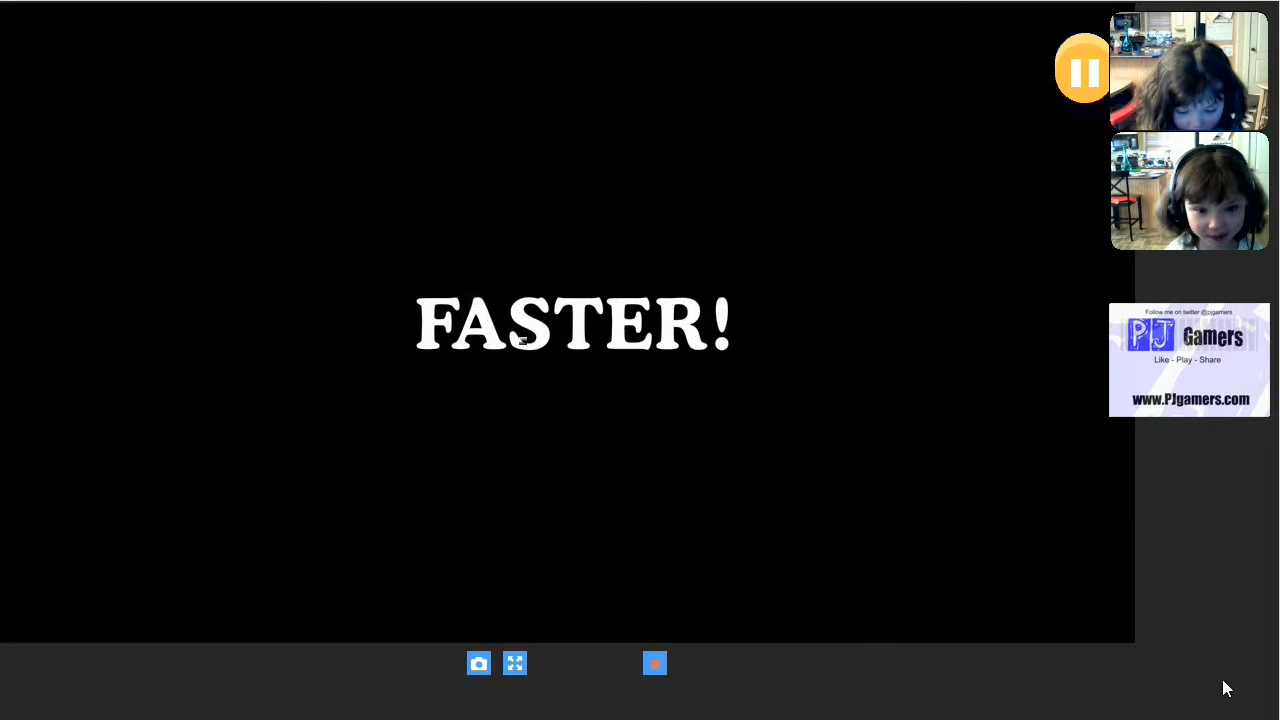 FASTER!
Follow me on twitter @pjgamers
PJ Gamers
Like - Play - Share
www.PJgamers.com